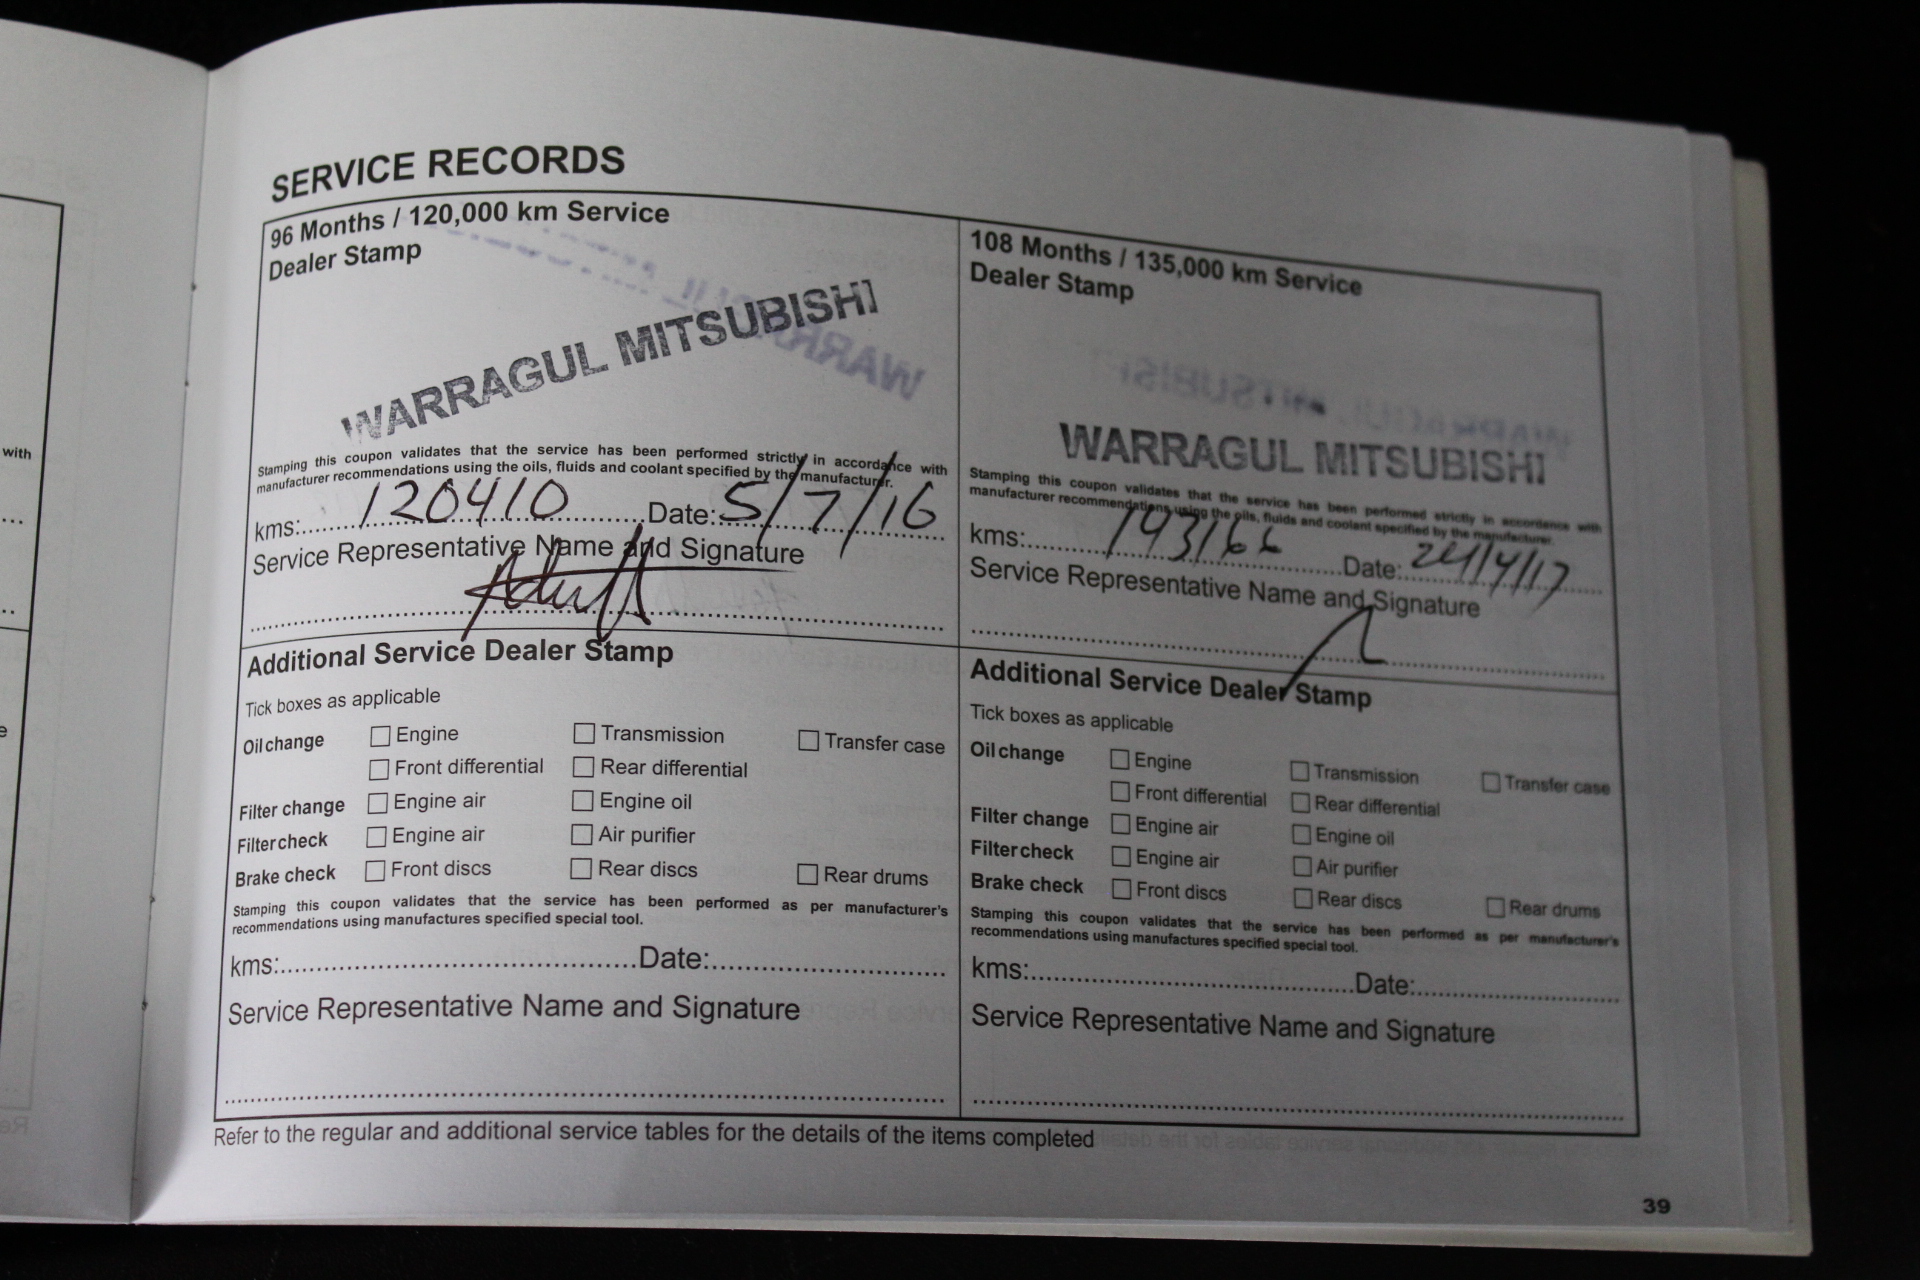 SERVICE RECORDS
96 Months / 120,000 km Service
Dealer Stamp
WARRAGUL MITSUBISHI
Stamping this coupon validates that the service has been performed strictly in accordance with
manufacturer recommendations using the oils, fluids and coolant specified by the manufacturer.
kms: 120410 Date: 5/7/16
Service Representative Name and Signature
Additional Service Dealer Stamp
Tick boxes as applicable
Oil change Engine Transmission Transfer case
Front differential Rear differential
Filter change Engine air Engine oil
Filter check Engine air Air purifier
Brake check Front discs Rear discs Rear drums
Stamping this coupon validates that the service has been performed as per manufacturer's
recommendations using manufactures specified special tool.
kms: Date:
Service Representative Name and Signature
108 Months / 135,000 km Service
Dealer Stamp
WARRAGUL MITSUBISHI
Stamping this coupon validates that the service has been performed strictly in accordance with
manufacturer recommendations using the oils, fluids and coolant specified by the manufacturer.
kms: 143166 Date: 24/4/17
Service Representative Name and Signature
Additional Service Dealer Stamp
Tick boxes as applicable
Oil change Engine Transmission Transfer case
Front differential Rear differential
Filter change Engine air Engine oil
Filter check Engine air Air purifier
Brake check Front discs Rear discs Rear drums
Stamping this coupon validates that the service has been performed as per manufacturer's
recommendations using manufactures specified special tool.
kms: Date:
Service Representative Name and Signature
Refer to the regular and additional service tables for the details of the items completed
39
with